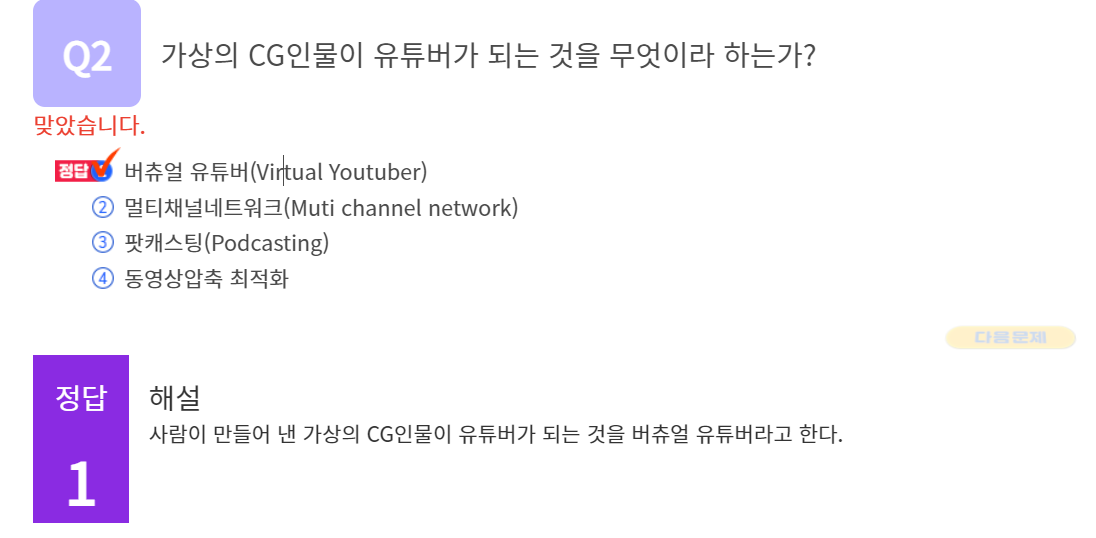 Q2 가상의 CG인물이 유튜버가 되는 것을 무엇이라 하는가?
맞았습니다.
정답 버츄얼 유튜버(Virtual Youtuber)
② 멀티채널네트워크(Muti channel network)
③ 팟캐스팅(Podcasting)
④ 동영상압축 최적화
다음문제
정답
1
해설
사람이 만들어 낸 가상의 CG인물이 유튜버가 되는 것을 버츄얼 유튜버라고 한다.